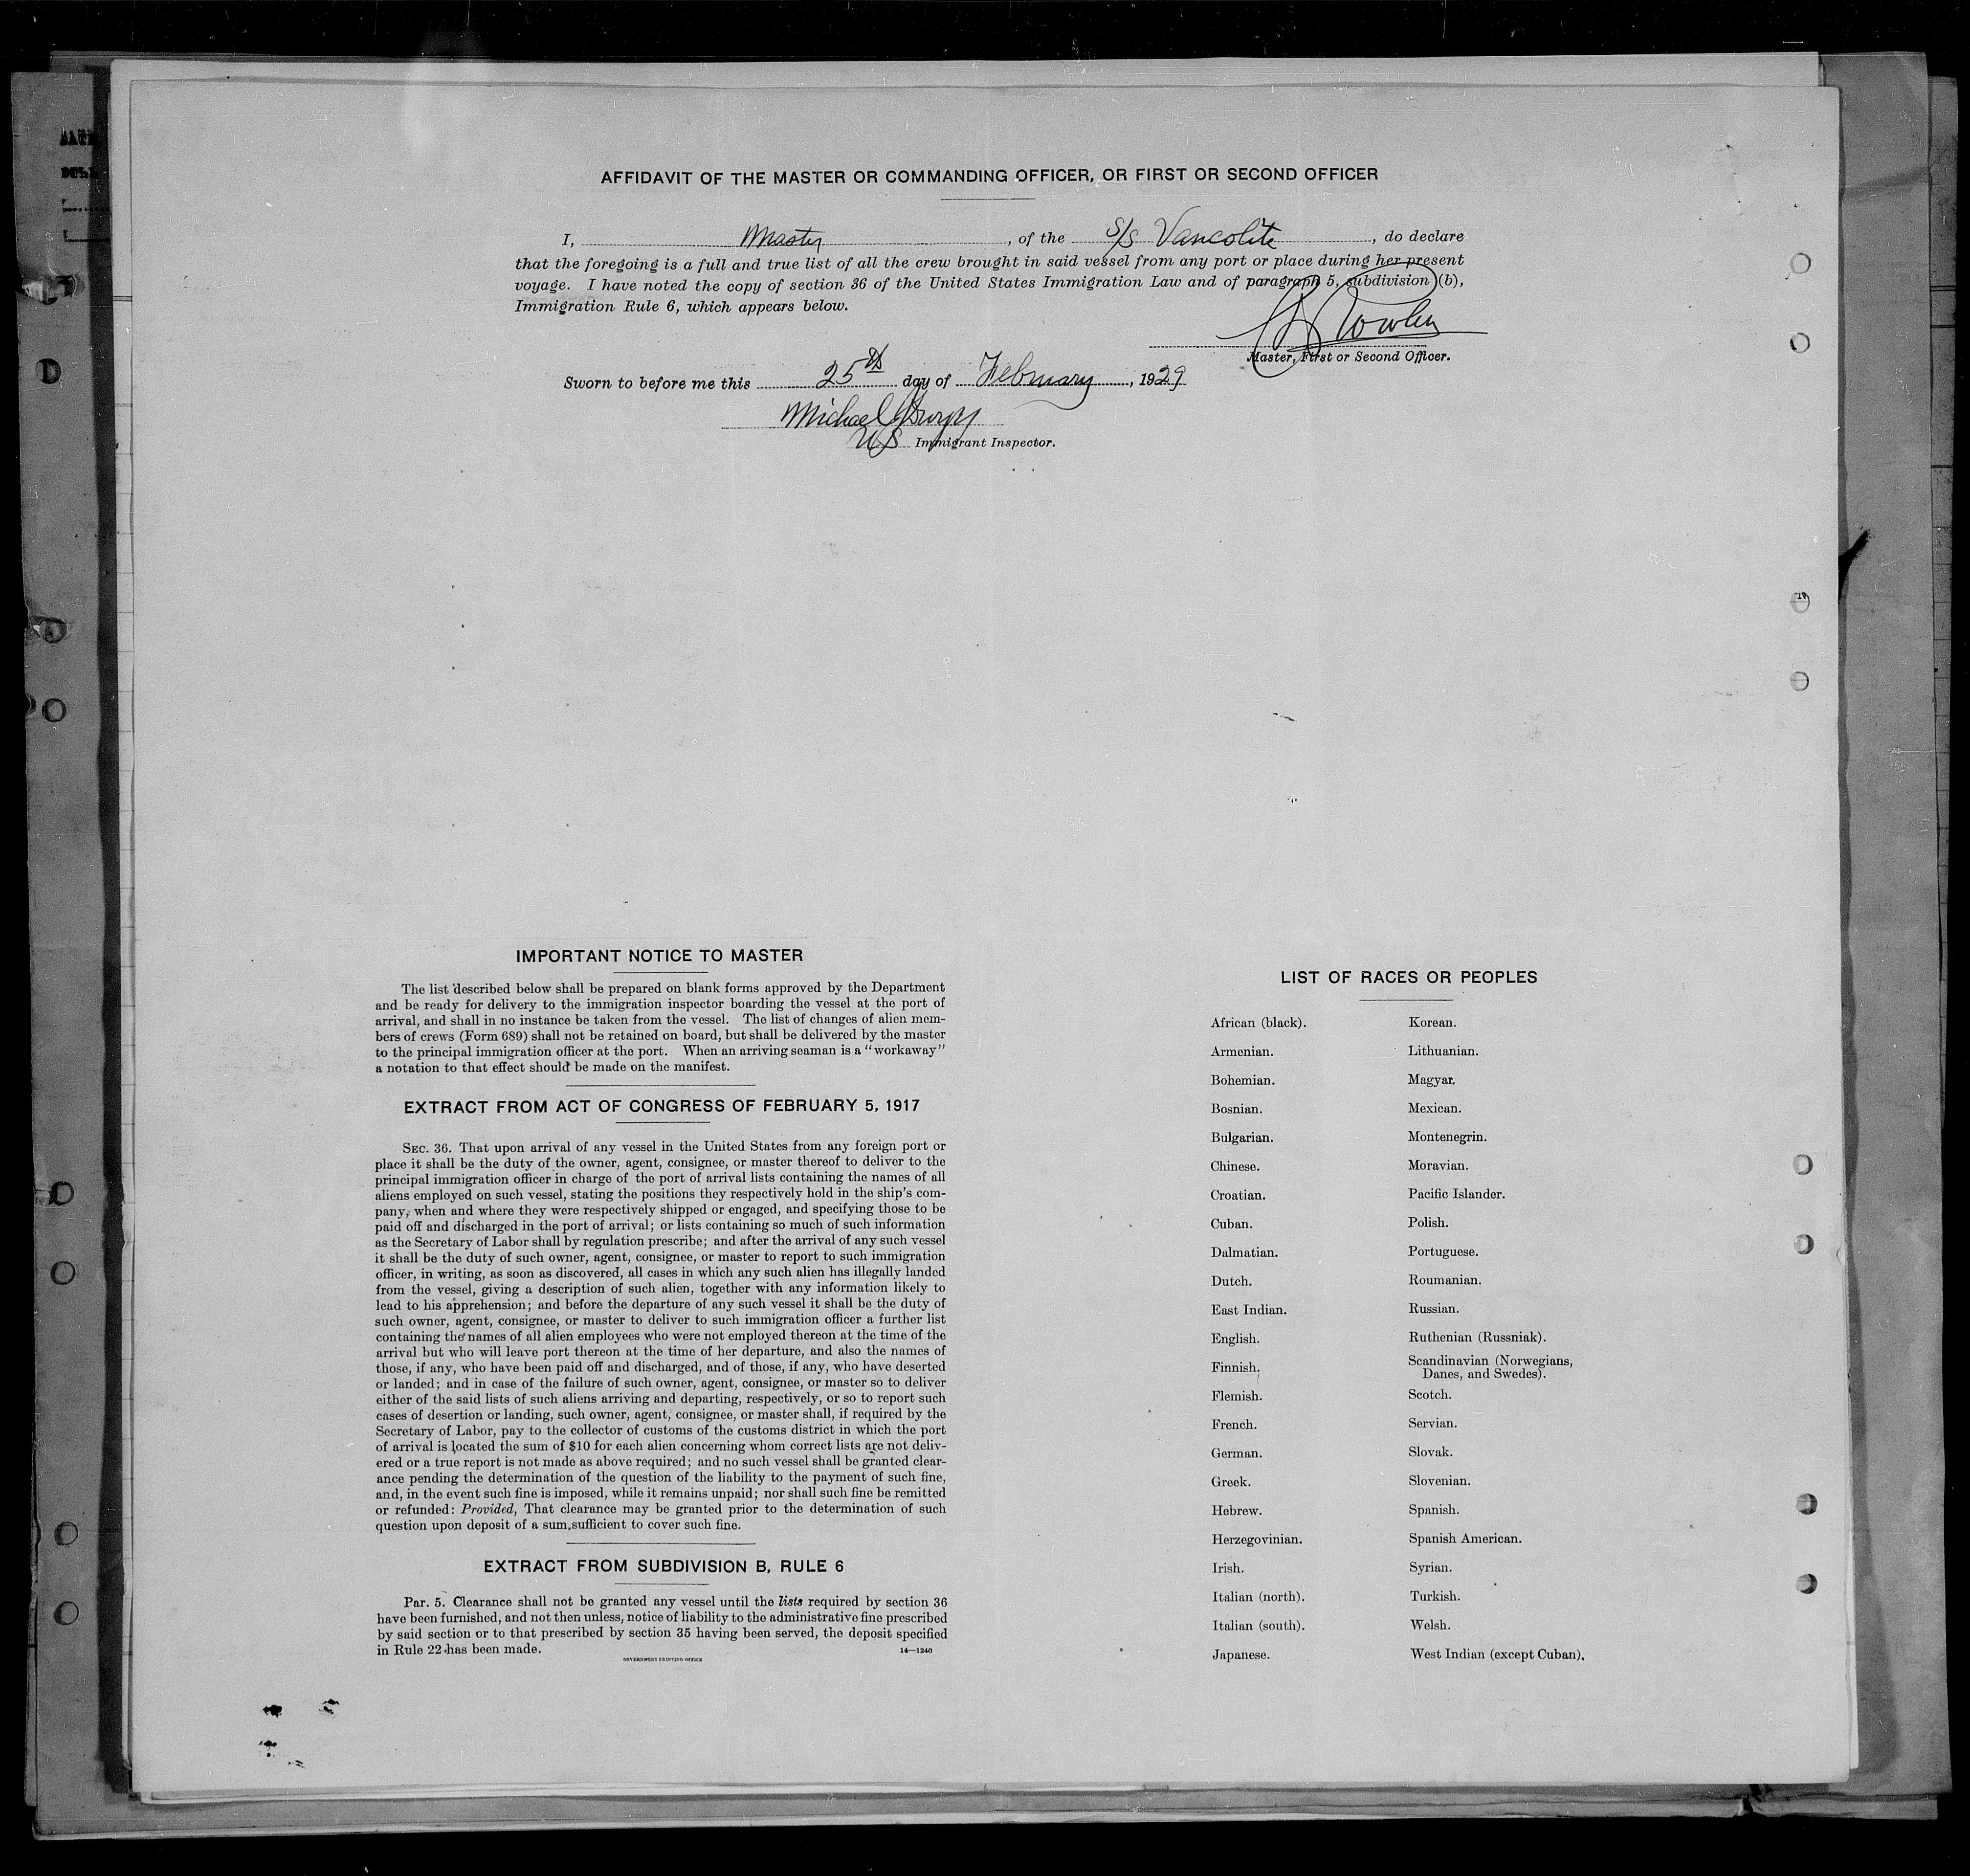 AFFIDAVIT OF THE MASTER OR COMMANDING OFFICER, OR FIRST OR SECOND OFFICER
I, Master, of the S/S Vancolite, do declare
that the foregoing is a full and true list of all the crew brought in said vessel from any port or place during her present
voyage. I have noted the copy of section 36 of the United States Immigration Law and of paragraph 5, subdivision (b),
Immigration Rule 6, which appears below.
Master, First or Second Officer.
Sworn to before me this 25th day of February, 1929
Michael
US Immigrant Inspector.
IMPORTANT NOTICE TO MASTER
The list described below shall be prepared on blank forms approved by the Department
and be ready for delivery to the immigration inspector boarding the vessel at the port of
arrival, and shall in no instance be taken from the vessel. The list of changes of alien mem-
bers of crews (Form 689) shall not be retained on board, but shall be delivered by the master
to the principal immigration officer at the port. When an arriving seaman is a "workaway"
a notation to that effect should be made on the manifest.
EXTRACT FROM ACT OF CONGRESS OF FEBRUARY 5, 1917
SEC. 36. That upon arrival of any vessel in the United States from any foreign port or
place it shall be the duty of the owner, agent, consignee, or master thereof to deliver to the
principal immigration officer in charge of the port of arrival lists containing the names of all
aliens employed on such vessel, stating the positions they respectively hold in the ship's com-
pany, when and where they were respectively shipped or engaged, and specifying those to be
paid off and discharged in the port of arrival; or lists containing so much of such information
as the Secretary of Labor shall by regulation prescribe; and after the arrival of any such vessel
it shall be the duty of such owner, agent, consignee, or master to report to such immigration
officer, in writing, as soon as discovered, all cases in which any such alien has illegally landed
from the vessel, giving a description of such alien, together with any information likely to
lead to his apprehension; and before the departure of any such vessel it shall be the duty of
such owner, agent, consignee, or master to deliver to such immigration officer a further list
containing the names of all alien employees who were not employed thereon at the time of the
arrival but who will leave port thereon at the time of her departure, and also the names of
those, if any, who have been paid off and discharged, and of those, if any, who have deserted
or landed; and in case of the failure of such owner, agent, consignee, or master so to deliver
either of the said lists of such aliens arriving and departing, respectively, or so to report such
cases of desertion or landing, such owner, agent, consignee, or master shall, if required by the
Secretary of Labor, pay to the collector of customs of the customs district in which the port
of arrival is located the sum of $10 for each alien concerning whom correct lists are not deliv-
ered or a true report is not made as above required; and no such vessel shall be granted clear-
ance pending the determination of the question of the liability to the payment of such fine,
and, in the event such fine is imposed, while it remains unpaid; nor shall such fine be remitted
or refunded: Provided, That clearance may be granted prior to the determination of such
question upon deposit of a sum sufficient to cover such fine.
EXTRACT FROM SUBDIVISION B, RULE 6
Par. 5. Clearance shall not be granted any vessel until the lists required by section 36
have been furnished, and not then unless, notice of liability to the administrative fine prescribed
by said section or to that prescribed by section 35 having been served, the deposit specified
in Rule 22 has been made. 14—1240
GOVERNMENT PRINTING OFFICE
LIST OF RACES OR PEOPLES
African (black).
Armenian.
Bohemian.
Bosnian.
Bulgarian.
Chinese.
Croatian.
Cuban.
Dalmatian.
Dutch.
East Indian.
English.
Finnish.
Flemish.
French.
German.
Greek.
Hebrew.
Herzegovinian.
Irish.
Italian (north).
Italian (south).
Japanese.
Korean.
Lithuanian.
Magyar.
Mexican.
Montenegrin.
Moravian.
Pacific Islander.
Polish.
Portuguese.
Roumanian.
Russian.
Ruthenian (Russniak).
Scandinavian (Norwegians,
Danes, and Swedes).
Scotch.
Servian.
Slovak.
Slovenian.
Spanish.
Spanish American.
Syrian.
Turkish.
Welsh.
West Indian (except Cuban).